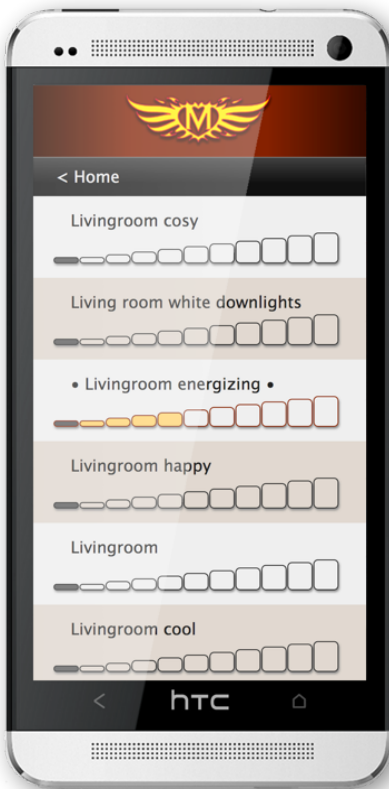 M
< Home
Livingroom cosy
Living room white downlights
• Livingroom energizing •
Livingroom happy
Livingroom
Livingroom cool
hTC